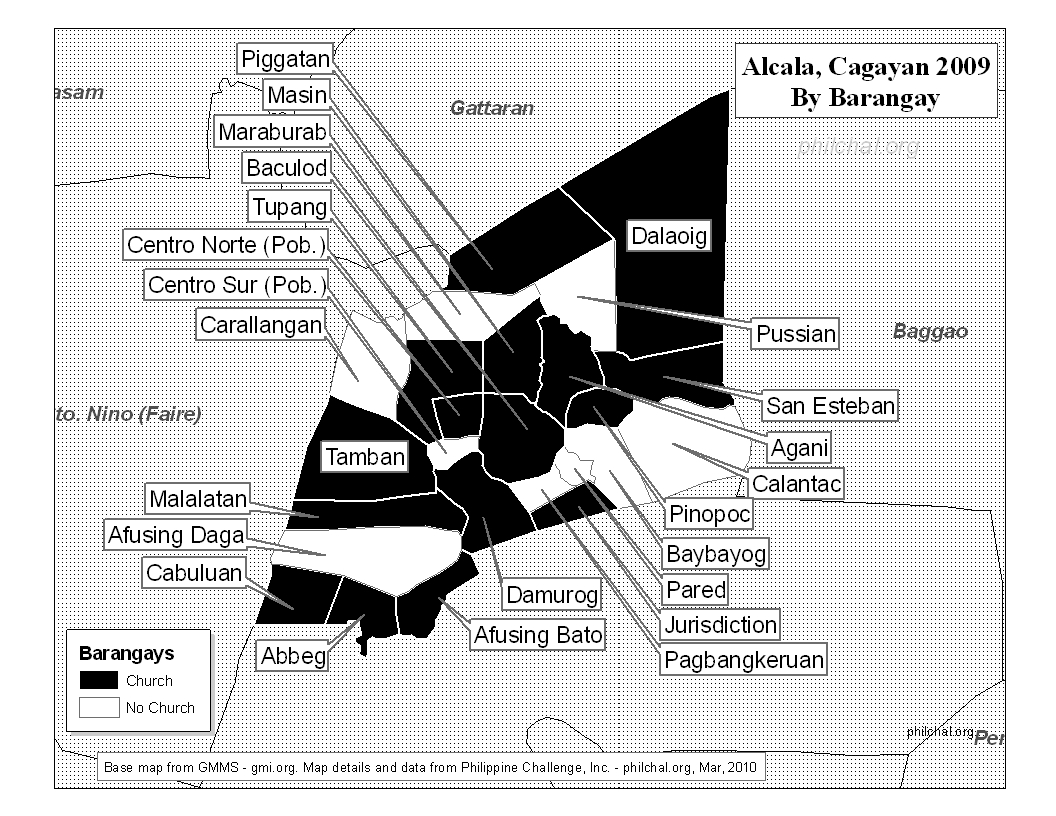 Piggatan
Alcala, Cagayan 2009
By Barangay
asam
Masin
Gattaran
Maraburab
philchal.org
Baculod
Tupang
Centro Norte (Pob.)
Dalaoig
Centro Sur (Pob.)
Carallangan
Pussian
Baggao
San Esteban
to. Nino (Faire)
Agani
Tamban
Calantac
Malalatan
Pinopoc
Afusing Daga
Baybayog
Cabuluan
Pared
Damurog
Jurisdiction
Afusing Bato
Abbeg
Pagbangkeruan
Barangays
Church
No Church
philchal.org
Per
Base map from GMMS - gmi.org. Map details and data from Philippine Challenge, Inc. - philchal.org, Mar, 2010